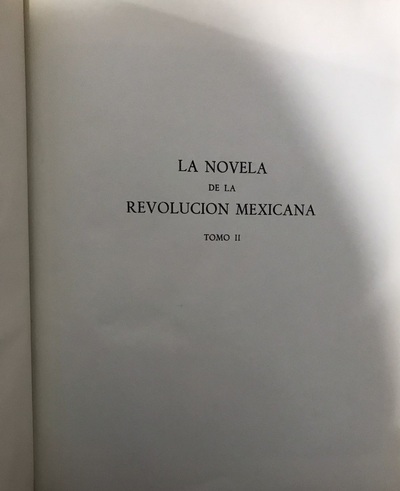 LA NOVELA
DE LA
REVOLUCION MEXICANA
TOMO II